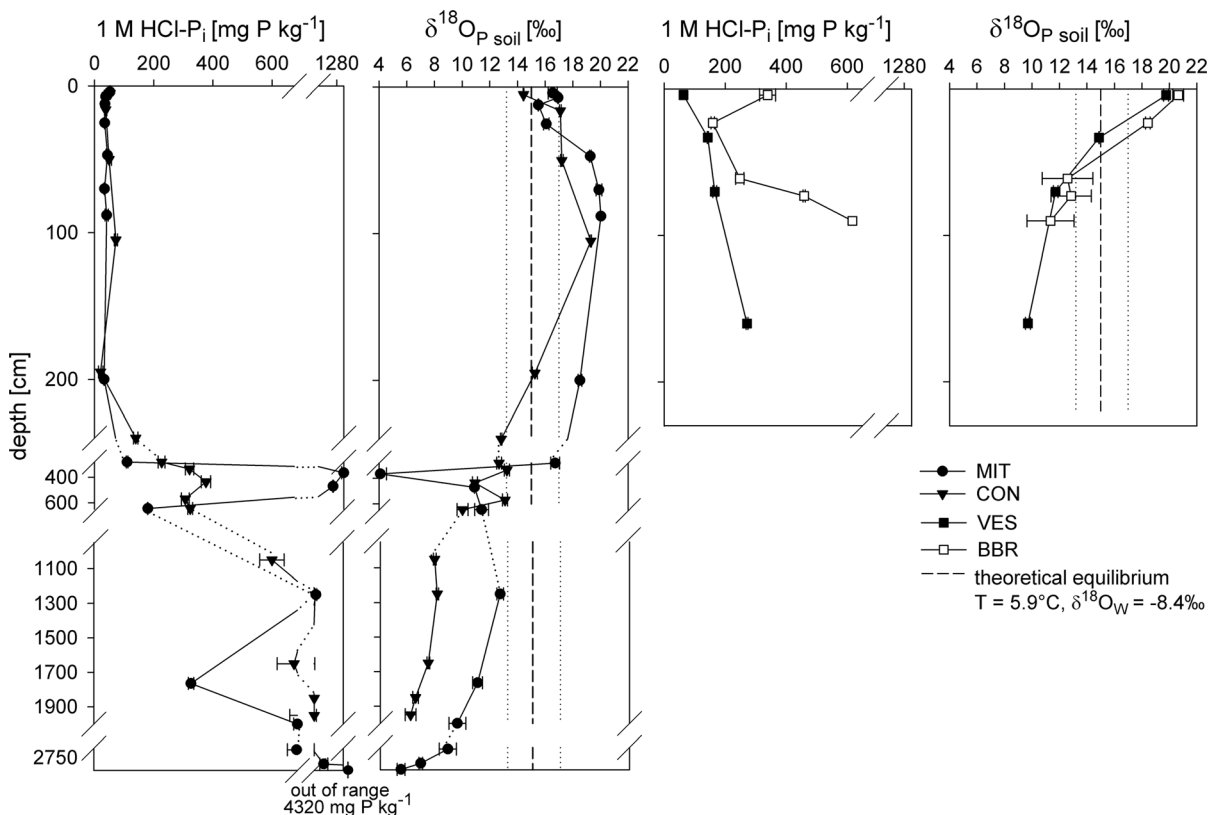 1 M HCl-Pi [mg P kg⁻¹]
δ¹⁸OP soil [‰]
1 M HCl-Pi [mg P kg⁻¹]
δ¹⁸OP soil [‰]
0 200 400 600 1280
4 6 8 10 12 14 16 18 20 22
0 200 400 600 1280
4 6 8 10 12 14 16 18 20 22
depth [cm]
0
100
200
400
600
1100
1300
1500
1700
1900
2750
out of range
4320 mg P kg⁻¹
MIT
CON
VES
BBR
theoretical equilibrium
T = 5.9°C, δ¹⁸OW = -8.4‰